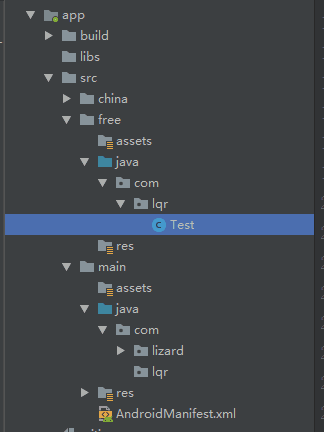 app
build
libs
src
china
free
assets
java
com
lqr
Test
res
main
assets
java
com
lizard
lqr
res
AndroidManifest.xml